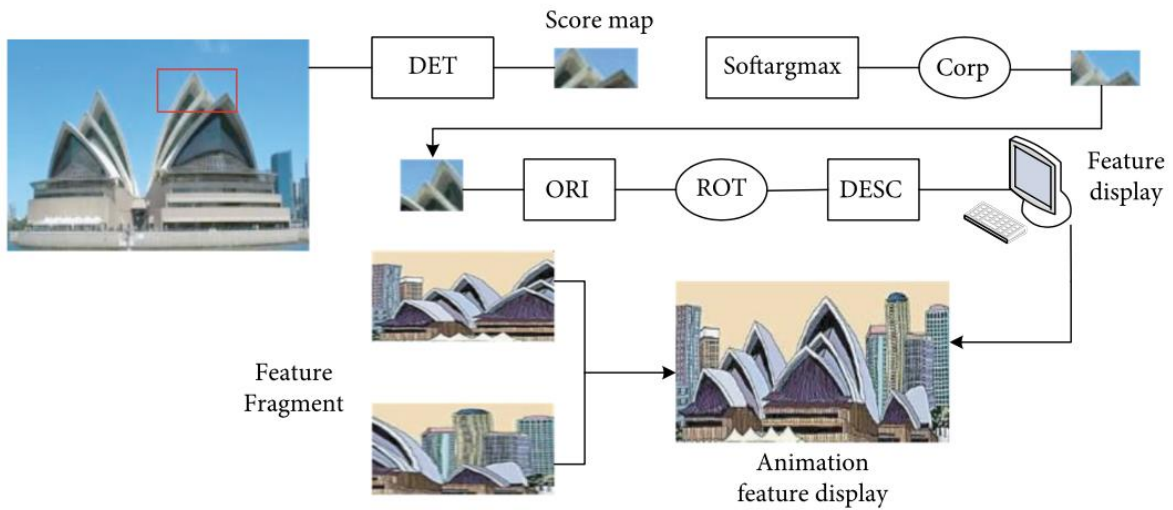 Score map
DET
Softargmax
Corp
ORI
ROT
DESC
Feature
display
Feature
Fragment
Animation
feature display